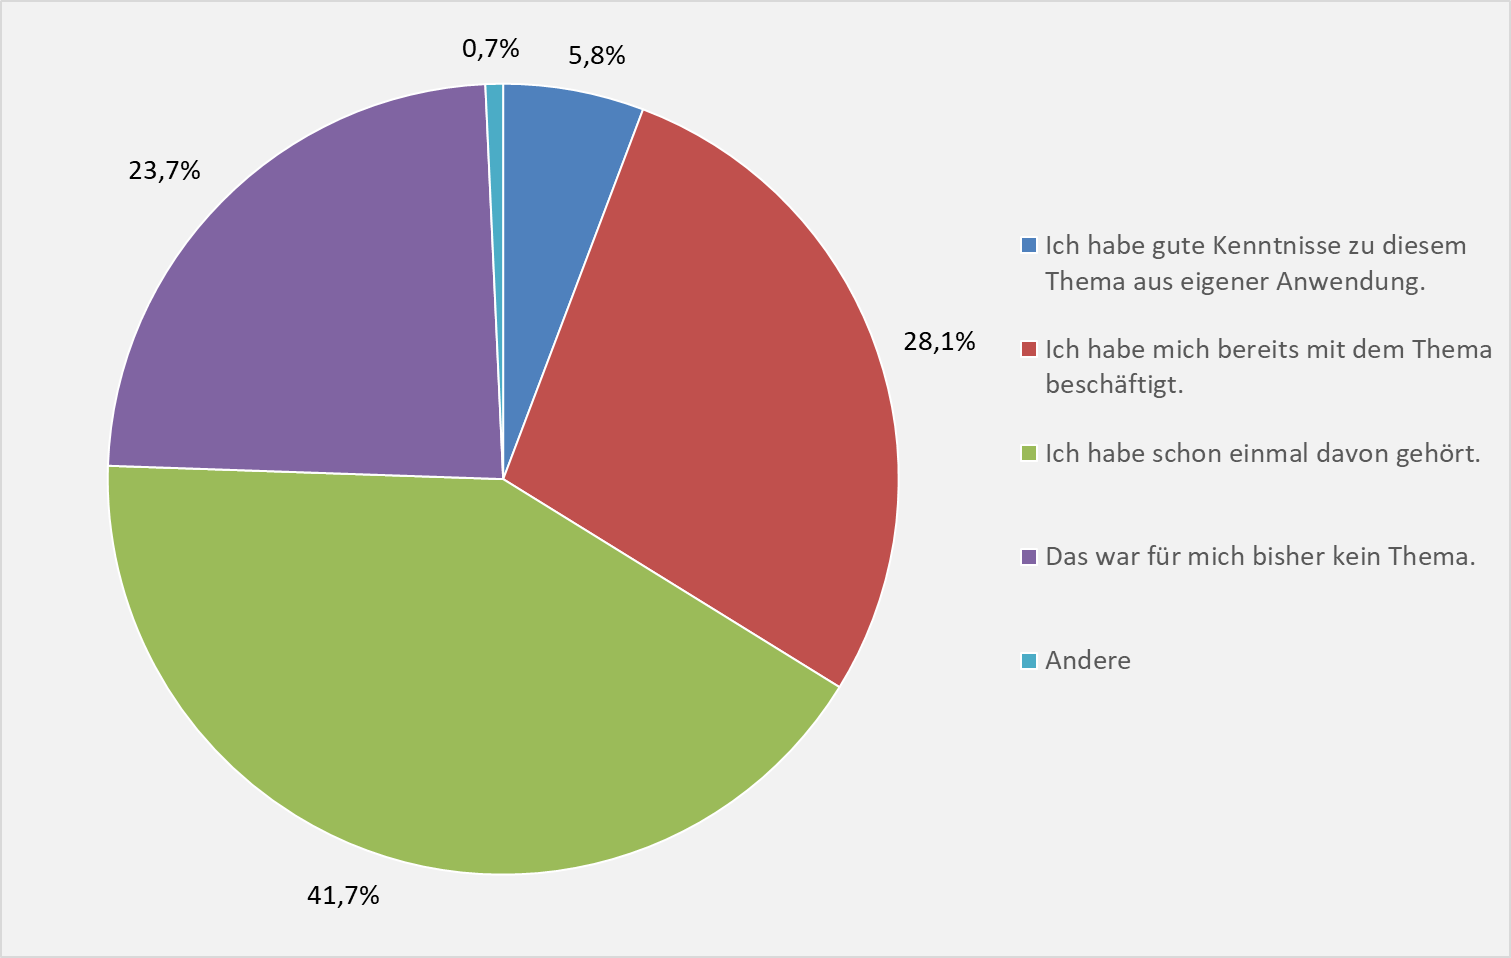 0,7%
5,8%
23,7%
28,1%
41,7%
Ich habe gute Kenntnisse zu diesem
Thema aus eigener Anwendung.
Ich habe mich bereits mit dem Thema
beschäftigt.
Ich habe schon einmal davon gehört.
Das war für mich bisher kein Thema.
Andere